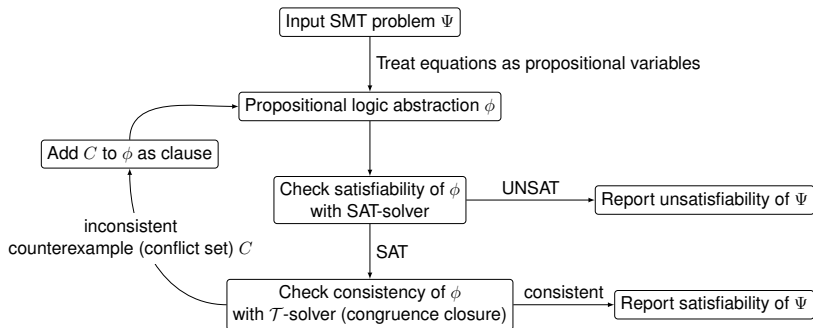 Input SMT problem Ψ
Treat equations as propositional variables
Propositional logic abstraction ϕ
Add C to ϕ as clause
Check satisfiability of ϕ
with SAT-solver
UNSAT
Report unsatisfiability of Ψ
inconsistent
counterexample (conflict set) C
SAT
Check consistency of ϕ
with 𝒯-solver (congruence closure)
consistent
Report satisfiability of Ψ